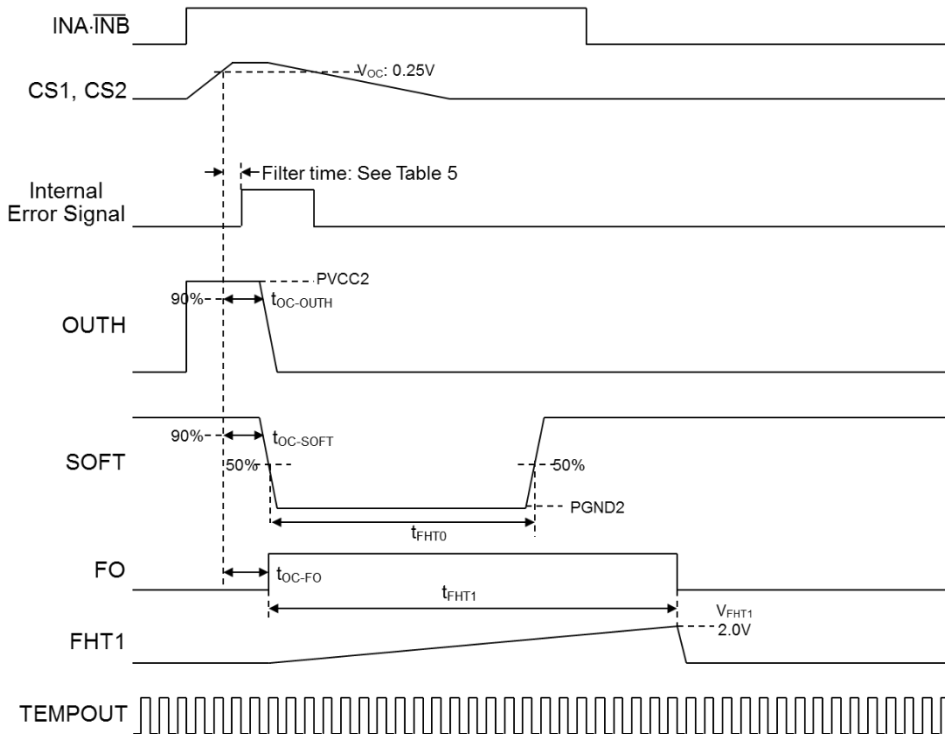 INA·INB
VOC: 0.25V
CS1, CS2
Filter time: See Table 5
Internal
Error Signal
PVCC2
90%
tOC-OUTH
OUTH
90%
tOC-SOFT
SOFT
50%
50%
PGND2
tFHT0
FO
tOC-FO
tFHT1
VFHT1
2.0V
FHT1
TEMPOUT